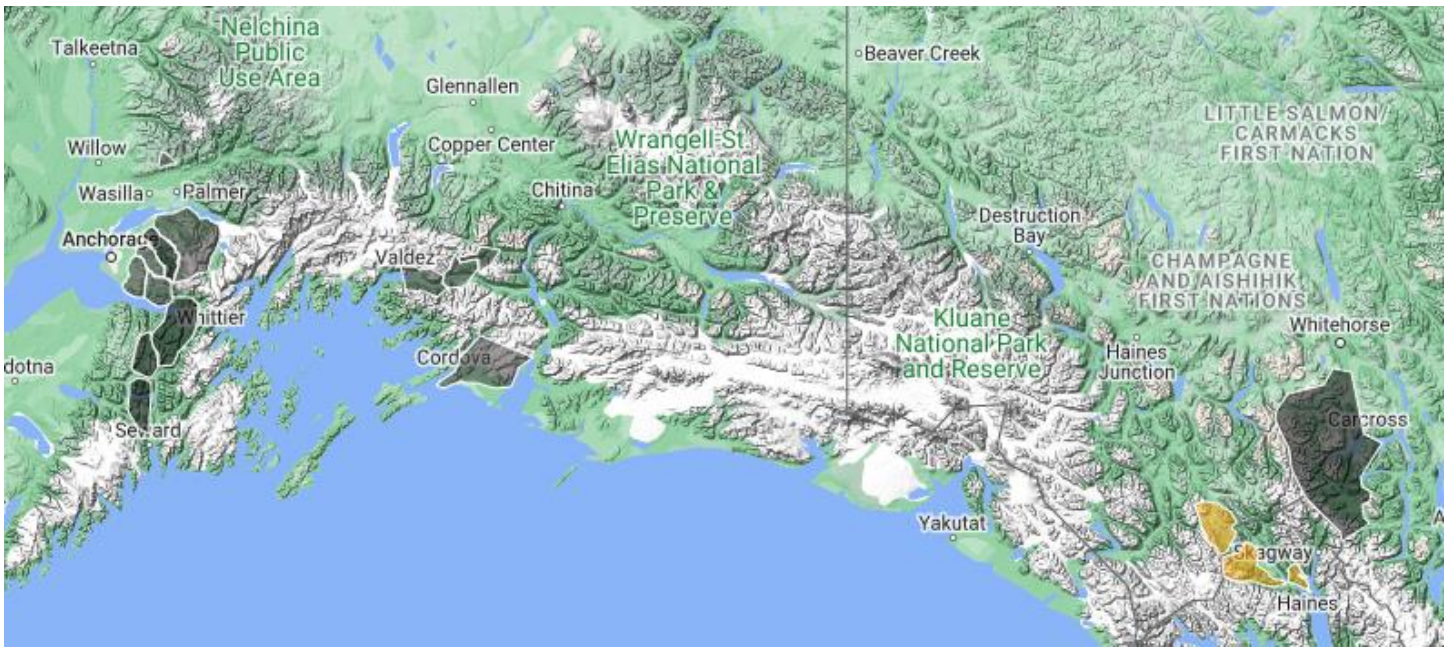 Nelchina
Public
Use Area
Talkeetna
Beaver Creek
Glennallen
LITTLE SALMON/
CARMACKS
FIRST NATION
Willow
Copper Center
Wrangell-St.
Elias National
Park &
Preserve
Wasilla
Palmer
Chitina
Destruction
Bay
Anchorage
Valdez
CHAMPAGNE
AND AISHIHIK
FIRST NATIONS
Whittier
Kluane
National Park
and Reserve
Whitehorse
Cordova
Haines
Junction
dotna
Carcross
Seward
Yakutat
A
Skagway
Haines